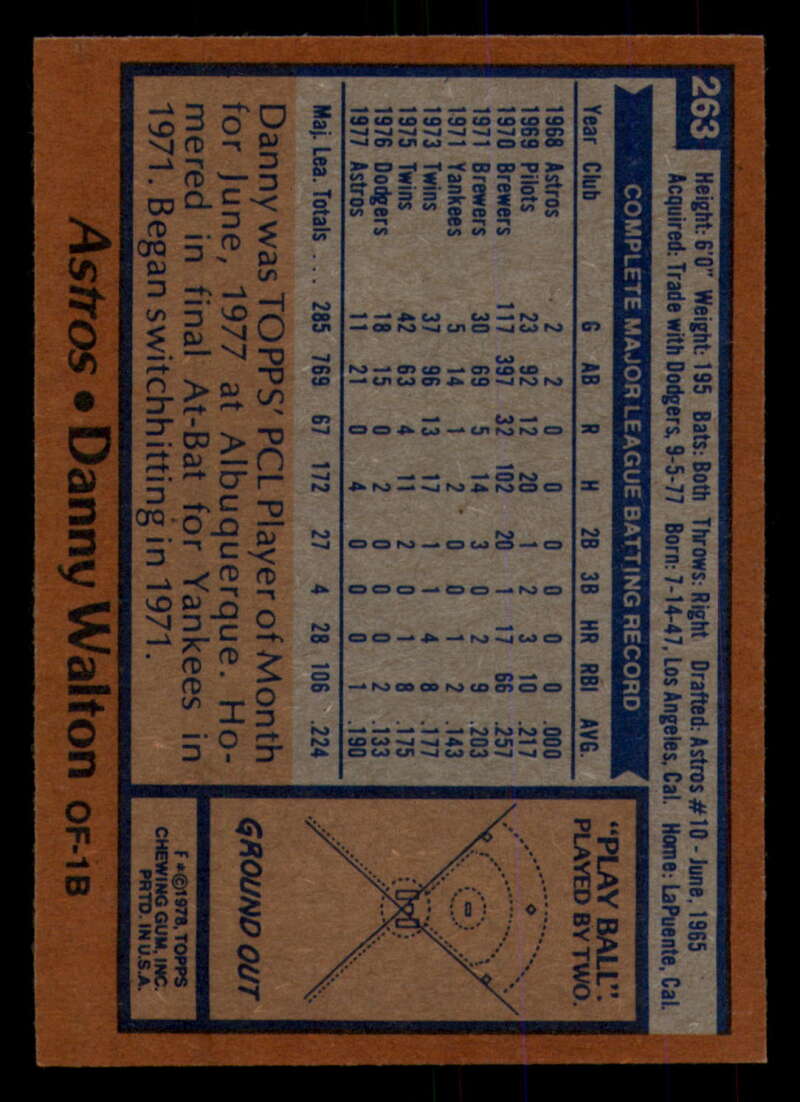 263
Height: 6'0" Weight: 195 Bats: Both Throws: Right Drafted: Astros #10 - June, 1965
Acquired: Trade with Dodgers, 9-5-77 Born: 7-14-47, Los Angeles, Cal. Home: LaPuente, Cal.
COMPLETE MAJOR LEAGUE BATTING RECORD
Year Club G AB R H 2B 3B HR RBI AVG.
1968 Astros 2 2 0 0 0 0 0 0 .000
1969 Pilots 23 92 12 20 1 2 3 10 .217
1970 Brewers 117 397 32 102 20 1 17 66 .257
1971 Brewers 30 69 5 14 3 0 2 9 .203
1971 Yankees 5 14 1 2 0 0 1 2 .143
1973 Twins 37 96 13 17 1 1 4 8 .177
1975 Twins 42 63 4 11 2 0 1 8 .175
1976 Dodgers 18 15 0 2 0 0 0 2 .133
1977 Astros 11 21 0 4 0 0 0 1 .190
Maj. Lea. Totals .... 285 769 67 172 27 4 28 106 .224
Danny was TOPPS' PCL Player of Month
for June, 1977 at Albuquerque. Ho-
mered in final At-Bat for Yankees in
1971. Began switchhitting in 1971.
"PLAY BALL".
PLAYED BY TWO.
GROUND OUT
F *©1978, TOPPS
CHEWING GUM, INC.
PRTD. IN U.S.A.
Astros • Danny Walton OF-1B